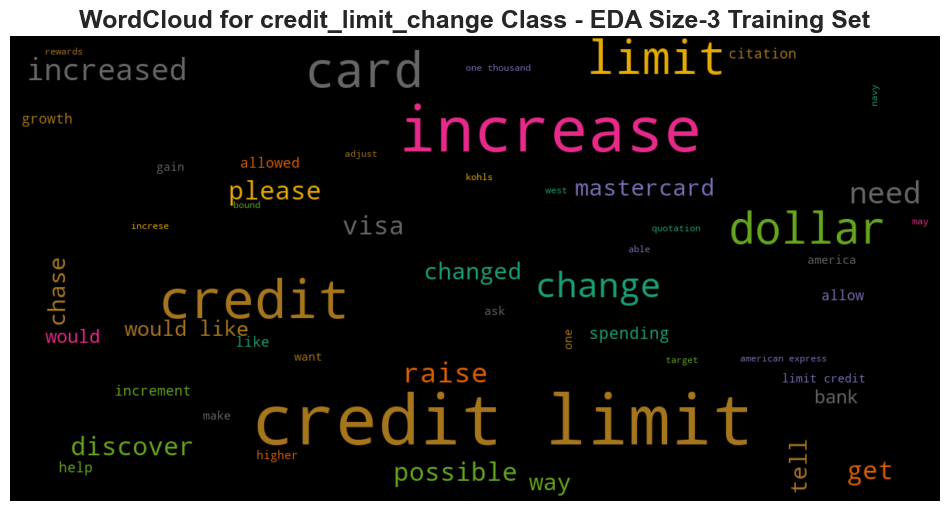 WordCloud for credit_limit_change Class - EDA Size-3 Training Set
rewards
increased
card
one thousand
limit
citation
navy
growth
increase
adjust
allowed
gain
kohls
please
bound
west
mastercard
need
increse
visa
dollar
may
quotation
able
america
chase
changed
change
allow
credit
ask
would like
would
like
one
spending
want
target
american express
raise
limit credit
increment
bank
make
credit limit
discover
higher
help
possible
way
tell
get